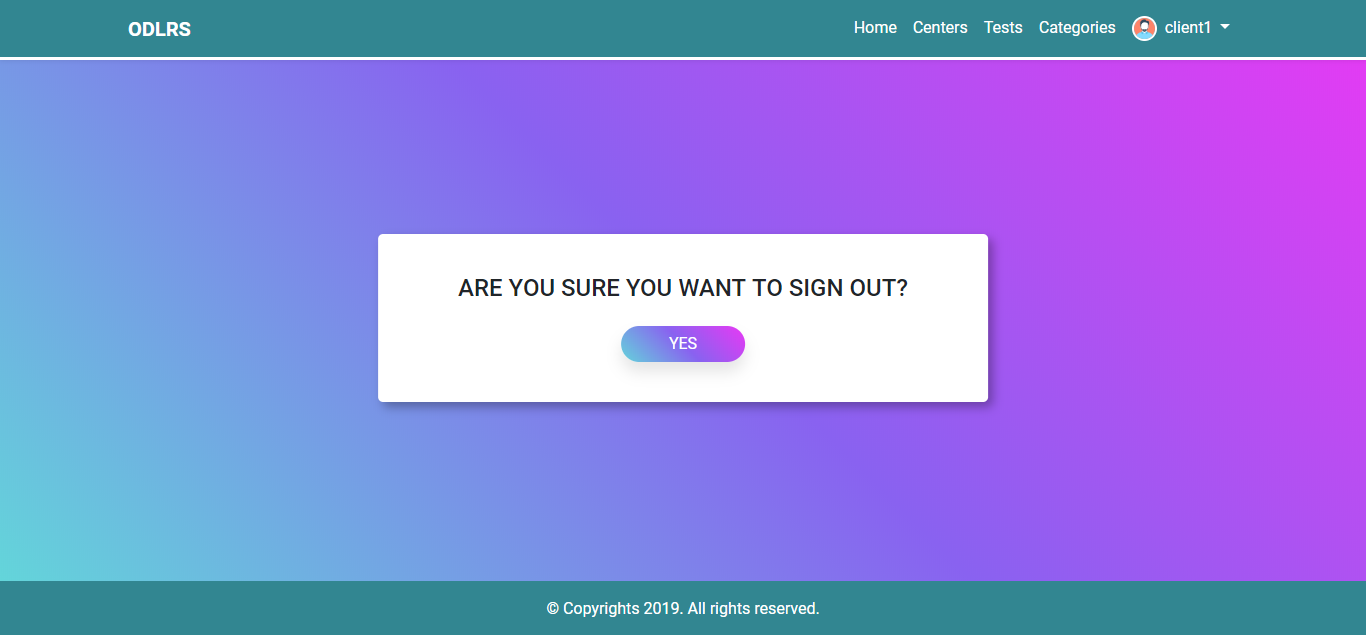 ODLRS
Home Centers Tests Categories client1
ARE YOU SURE YOU WANT TO SIGN OUT?
YES
© Copyrights 2019. All rights reserved.